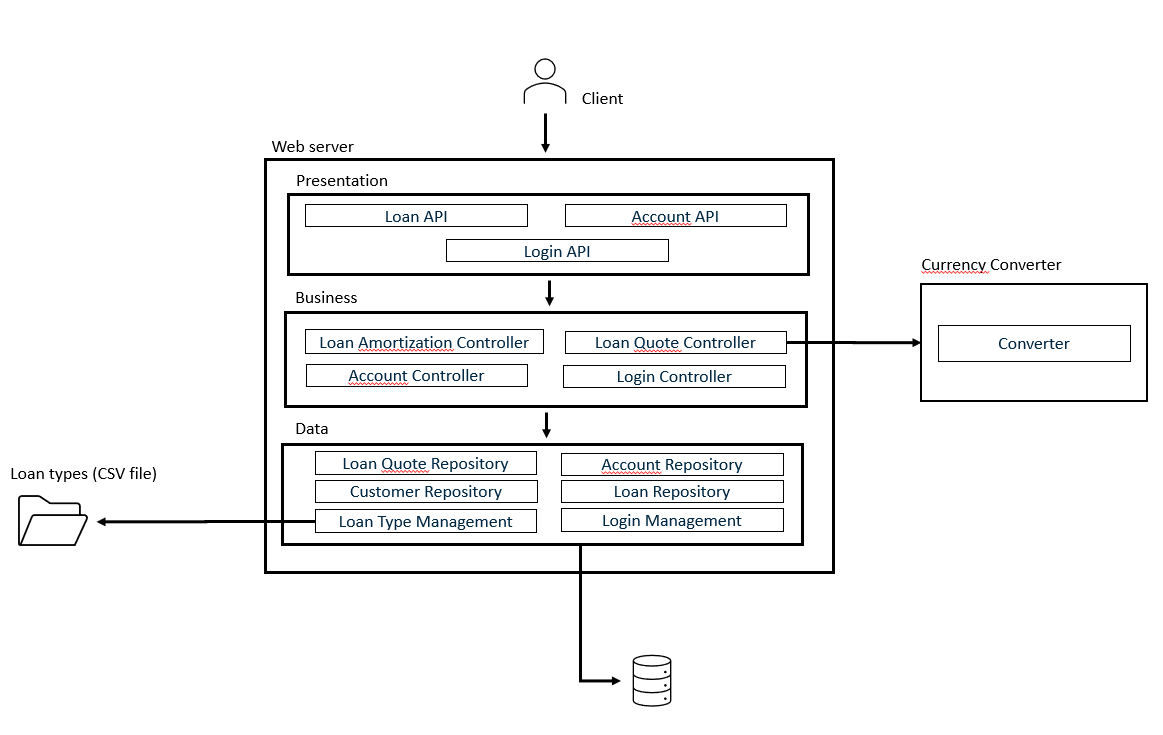 Client
Web server
Presentation
Loan API
Account API
Login API
Business
Loan Amortization Controller
Loan Quote Controller
Account Controller
Login Controller
Currency Converter
Converter
Data
Loan Quote Repository
Account Repository
Customer Repository
Loan Repository
Loan Type Management
Login Management
Loan types (CSV file)